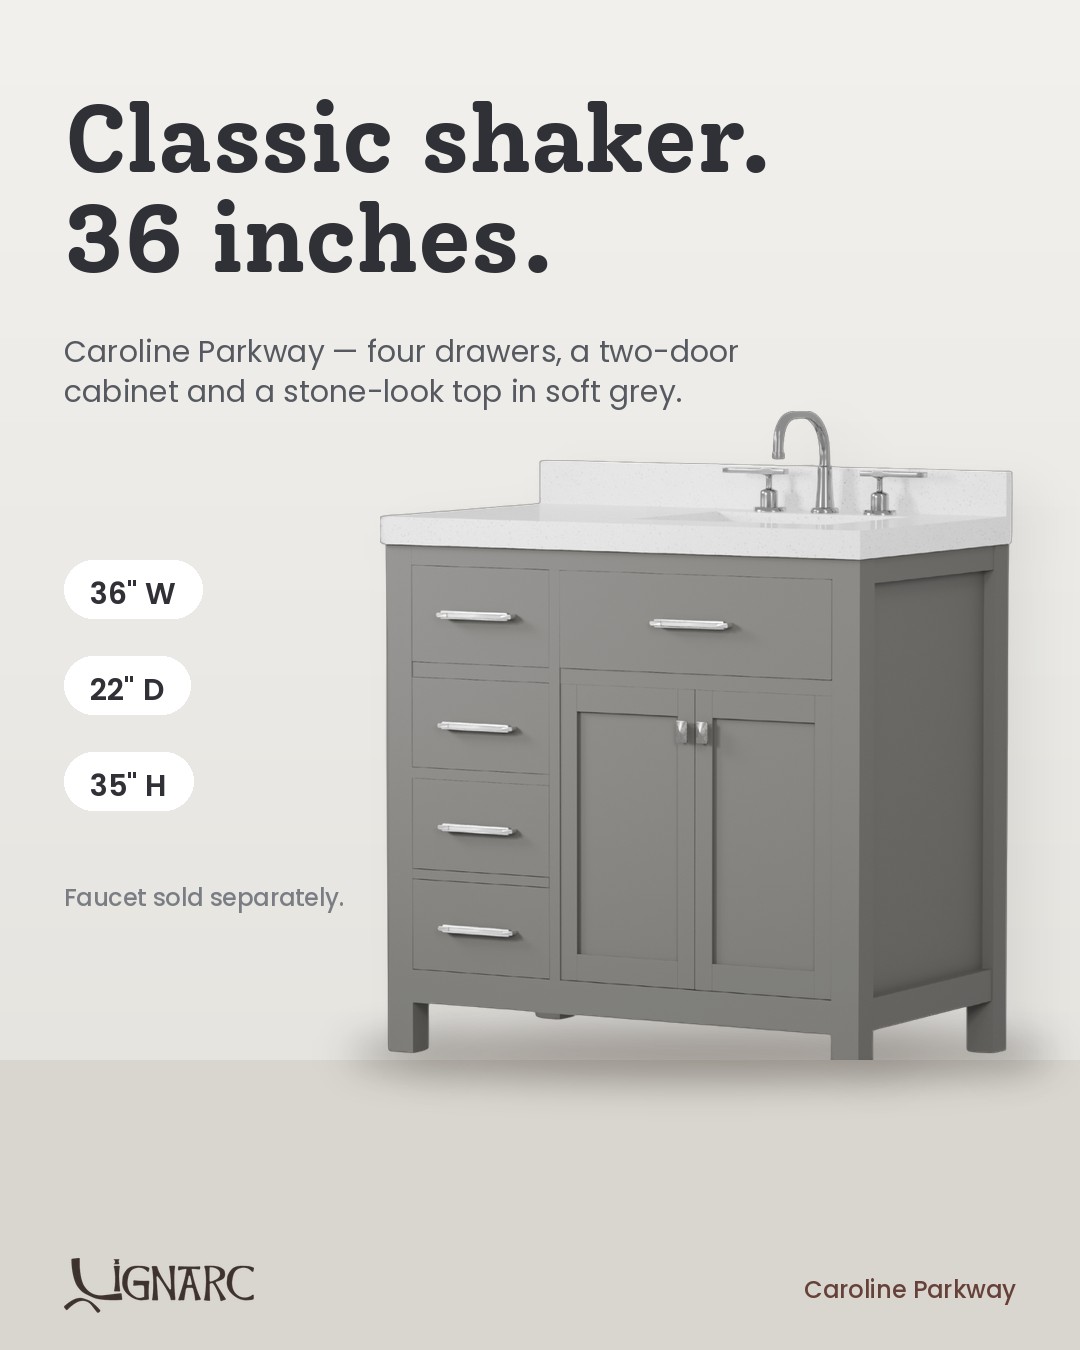 Classic shaker.
36 inches.
Caroline Parkway — four drawers, a two-door
cabinet and a stone-look top in soft grey.
36" W
22" D
35" H
Faucet sold separately.
LIGNARC
Caroline Parkway